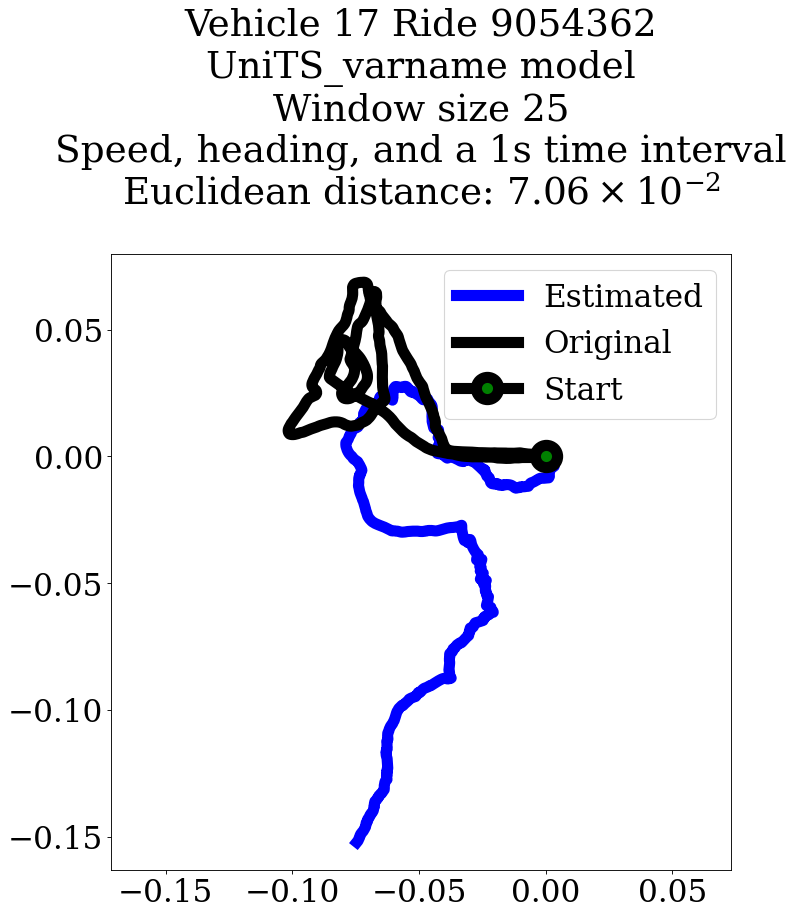 Vehicle 17 Ride 9054362
UniTS_varname model
Window size 25
Speed, heading, and a 1s time interval
Euclidean distance: 7.06 × 10⁻²
Estimated
Original
Start
0.05
0.00
−0.05
−0.10
−0.15
−0.15 −0.10 −0.05 0.00 0.05